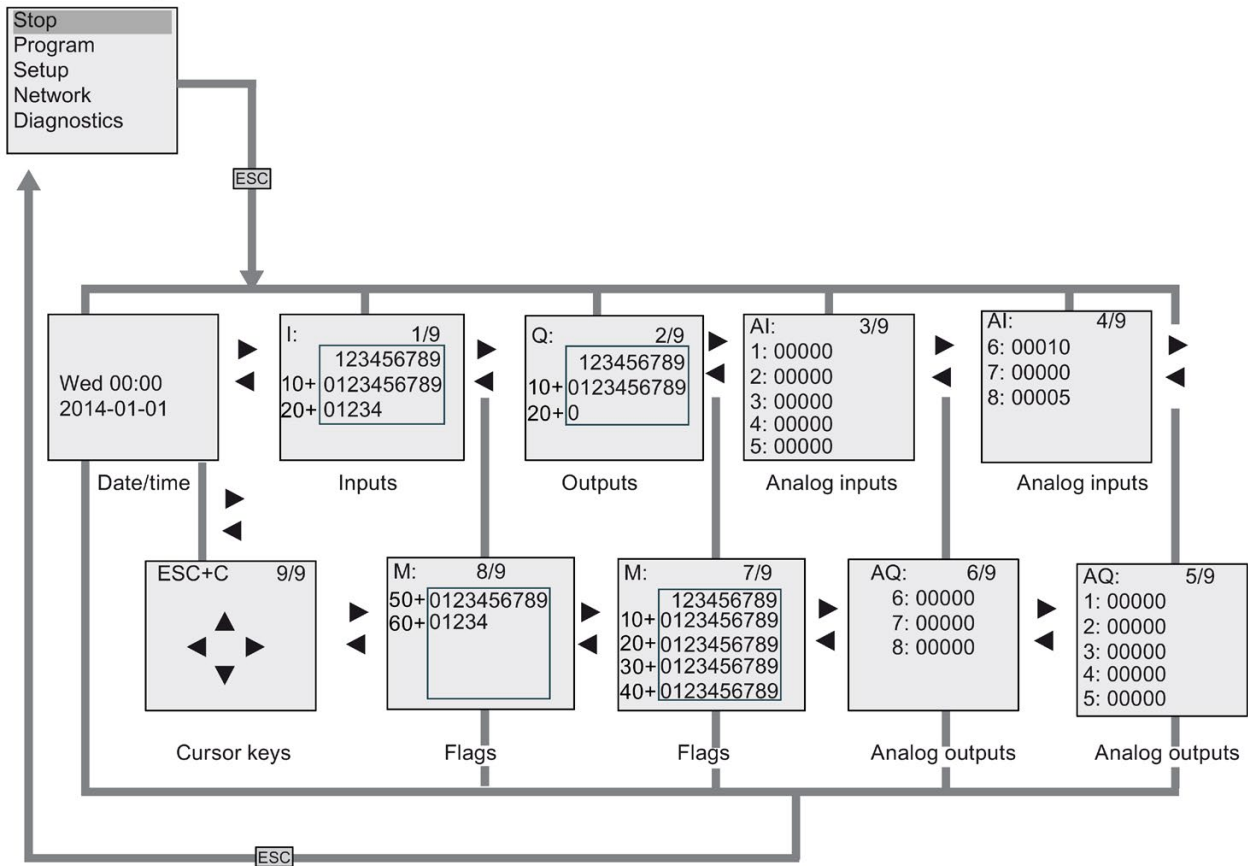 Stop
Program
Setup
Network
Diagnostics
ESC
Wed 00:00
2014-01-01
Date/time
I: 1/9
123456789
10+0123456789
20+01234
Inputs
Q: 2/9
123456789
10+0123456789
20+0
Outputs
AI: 3/9
1: 00000
2: 00000
3: 00000
4: 00000
5: 00000
Analog inputs
AI: 4/9
6: 00010
7: 00000
8: 00005
Analog inputs
ESC+C 9/9
Cursor keys
M: 8/9
50+0123456789
60+01234
Flags
M: 7/9
123456789
10+0123456789
20+0123456789
30+0123456789
40+0123456789
Flags
AQ: 6/9
6: 00000
7: 00000
8: 00000
Analog outputs
AQ: 5/9
1: 00000
2: 00000
3: 00000
4: 00000
5: 00000
Analog outputs
ESC